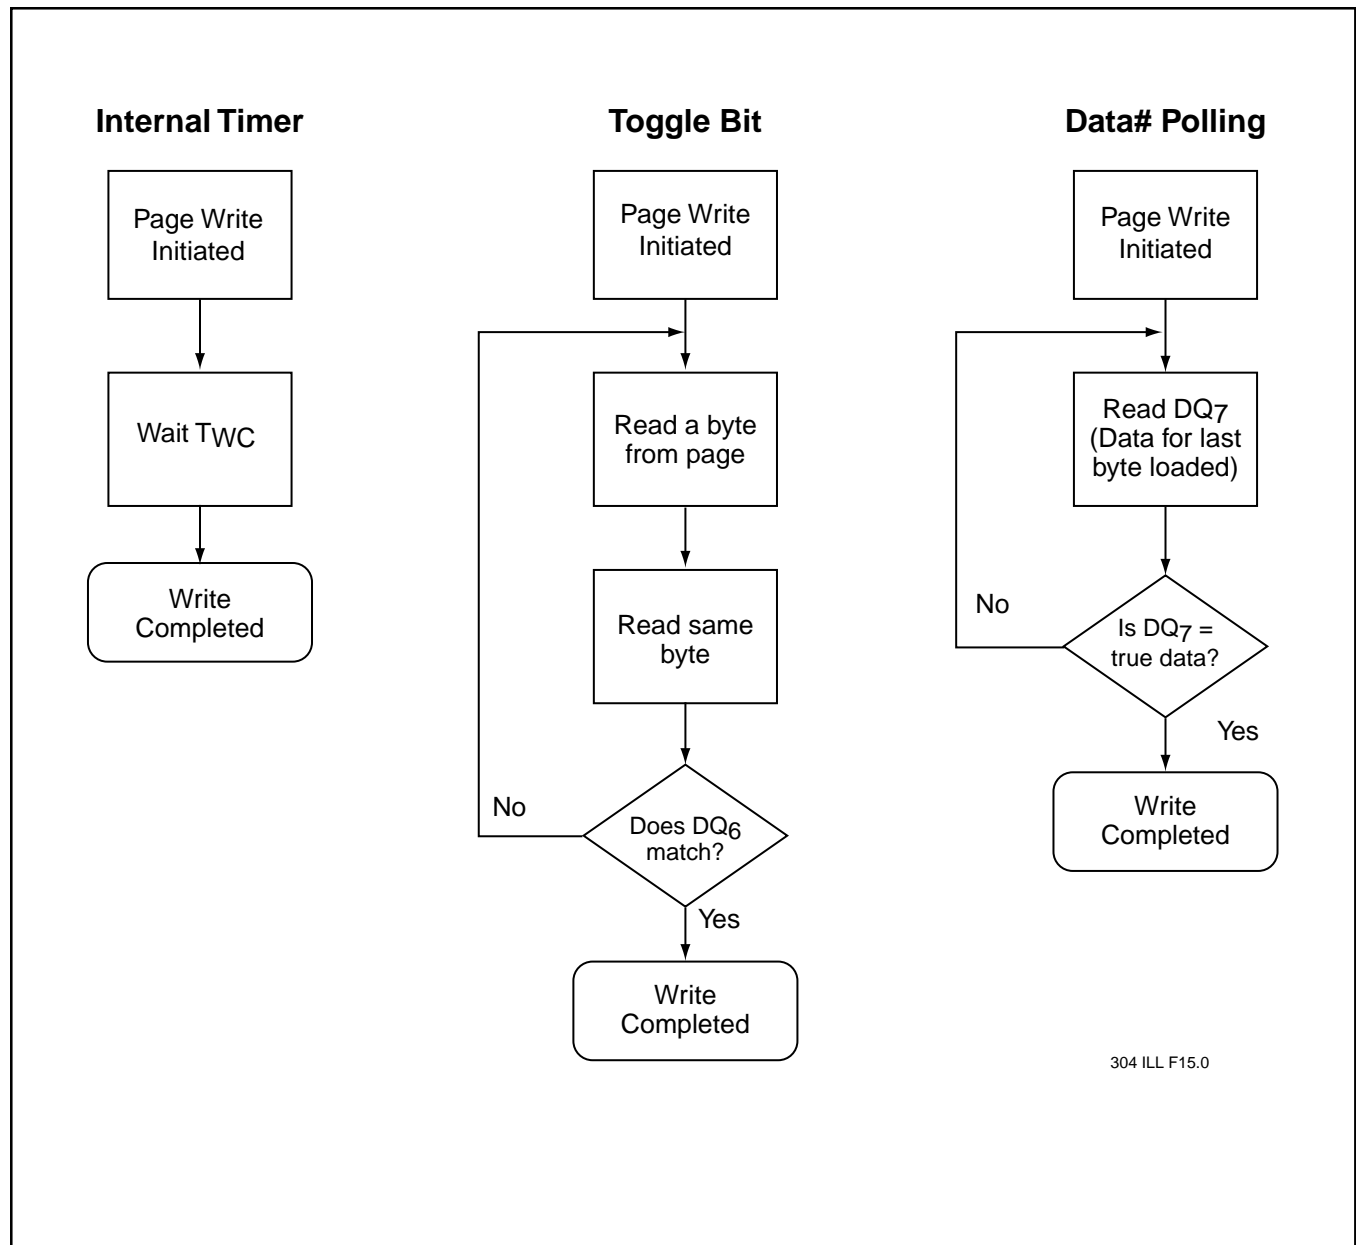 Internal Timer
Page Write
Initiated
Wait TWC
Write
Completed
Toggle Bit
Page Write
Initiated
Read a byte
from page
Read same
byte
No
Does DQ6
match?
Yes
Write
Completed
Data# Polling
Page Write
Initiated
Read DQ7
(Data for last
byte loaded)
No
Is DQ7 =
true data?
Yes
Write
Completed
304 ILL F15.0